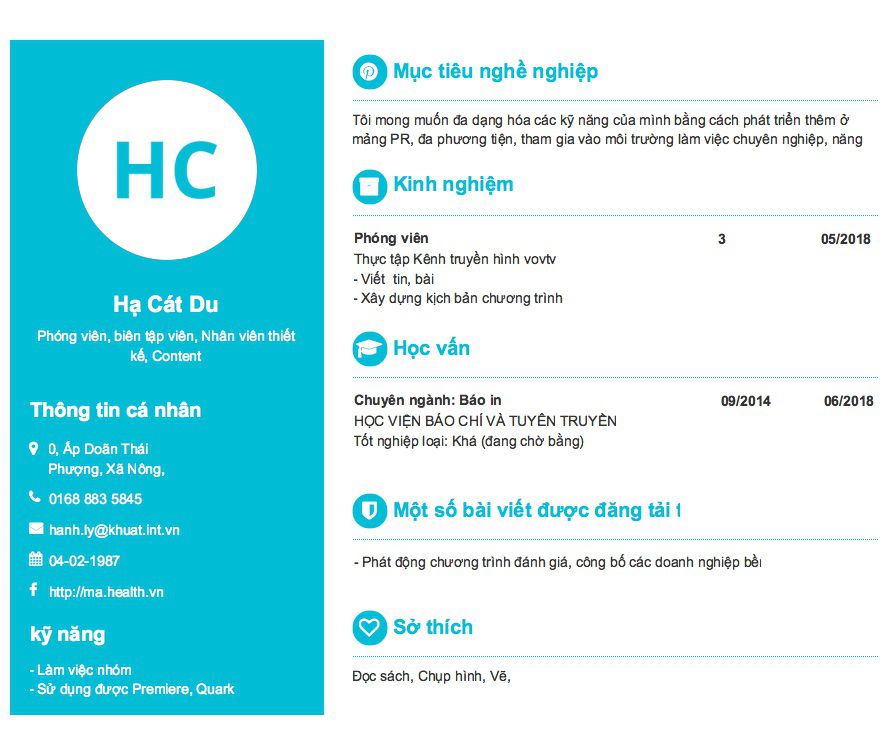 HC
Hạ Cát Du
Phóng viên, biên tập viên, Nhân viên thiết
kế, Content
Thông tin cá nhân
0, Ấp Doãn Thái
Phượng, Xã Nông,
0168 883 5845
hanh.ly@khuat.int.vn
04-02-1987
http://ma.health.vn
kỹ năng
- Làm việc nhóm
- Sử dụng được Premiere, Quark
Mục tiêu nghề nghiệp
Tôi mong muốn đa dạng hóa các kỹ năng của mình bằng cách phát triển thêm ở
mảng PR, đa phương tiện, tham gia vào môi trường làm việc chuyên nghiệp, năng
Kinh nghiệm
Phóng viên 3 05/2018
Thực tập Kênh truyền hình vovtv
- Viết tin, bài
- Xây dựng kịch bản chương trình
Học vấn
Chuyên ngành: Báo in 09/2014 06/2018
HỌC VIỆN BÁO CHÍ VÀ TUYÊN TRUYỀN
Tốt nghiệp loại: Khá (đang chờ bằng)
Một số bài viết được đăng tải
- Phát động chương trình đánh giá, công bố các doanh nghiệp
Sở thích
Đọc sách, Chụp hình, Vẽ,